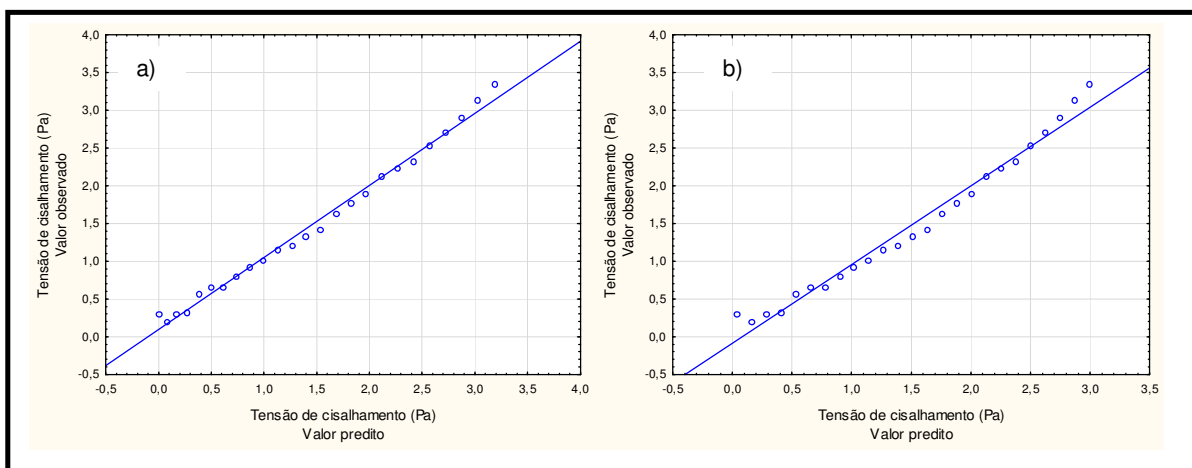 a)
4,0
3,5
3,0
2,5
2,0
1,5
1,0
0,5
0,0
-0,5
Tensão de cisalhamento (Pa)
Valor observado
-0,5 0,0 0,5 1,0 1,5 2,0 2,5 3,0 3,5 4,0
Tensão de cisalhamento (Pa)
Valor predito
b)
4,0
3,5
3,0
2,5
2,0
1,5
1,0
0,5
0,0
-0,5
Tensão de cisalhamento (Pa)
Valor observado
-0,5 0,0 0,5 1,0 1,5 2,0 2,5 3,0 3,5
Tensão de cisalhamento (Pa)
Valor predito